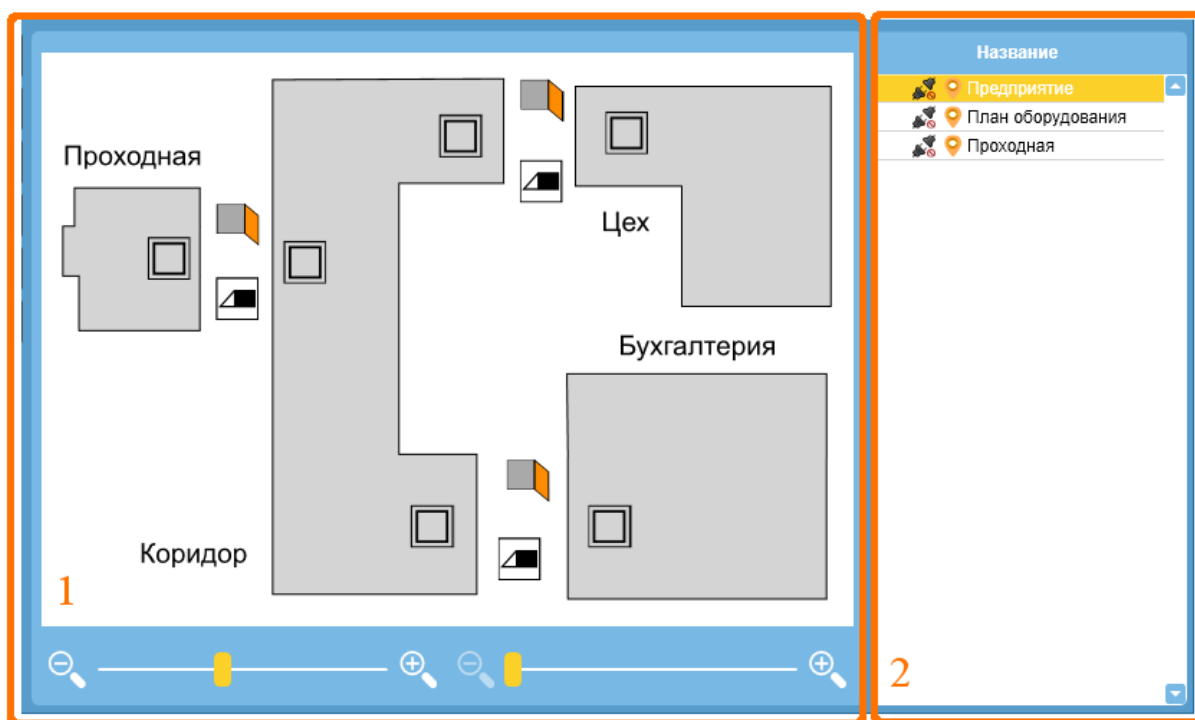 Название
Предприятие
План оборудования
Проходная
Проходная
Цех
Бухгалтерия
Коридор
1
2